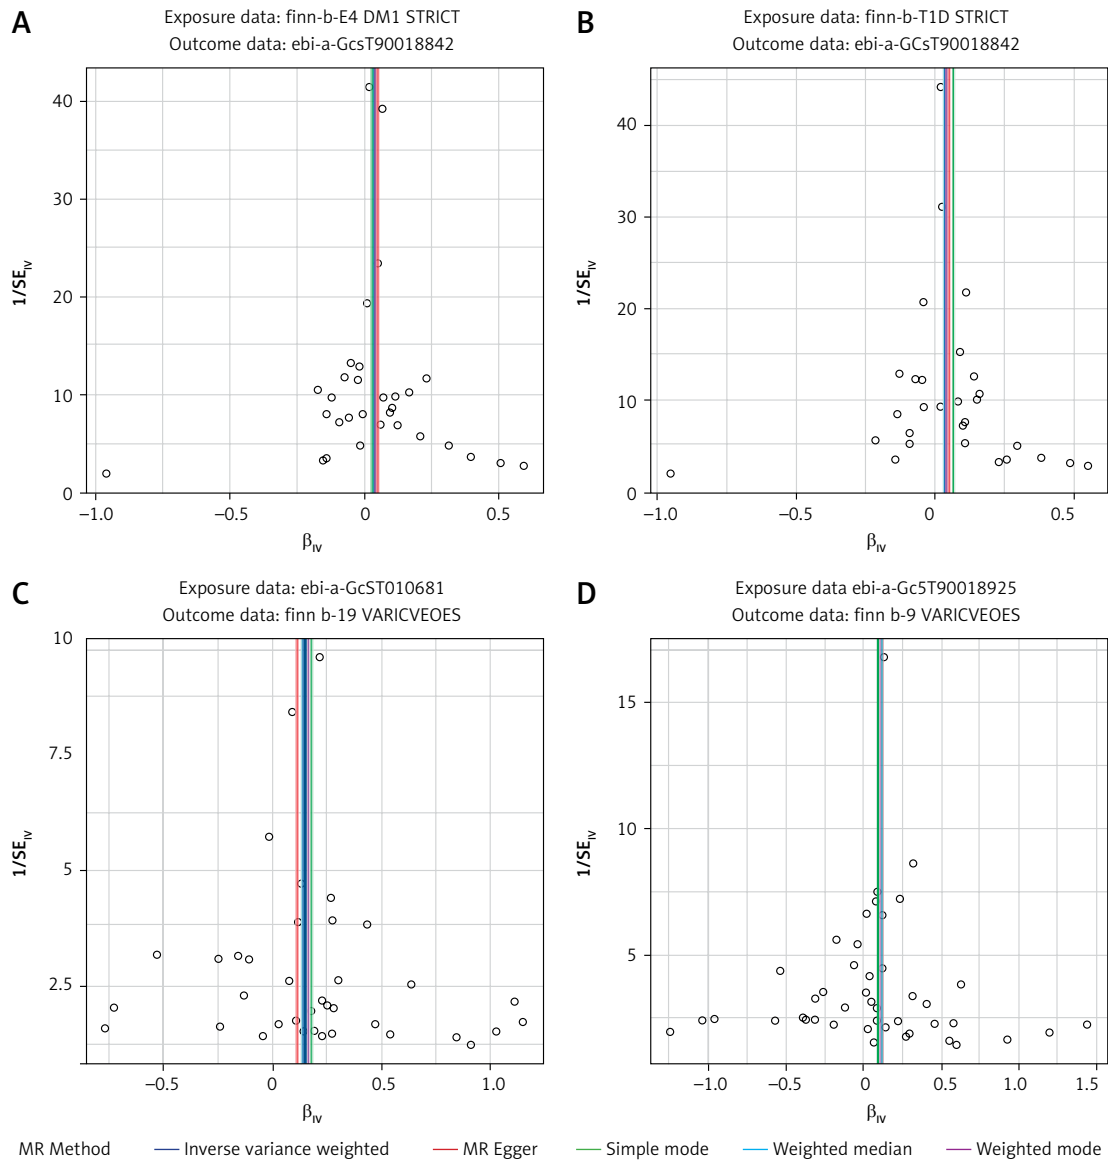 A
Exposure data: finn-b-E4 DM1 STRICT
Outcome data: ebi-a-GcsT90018842
40
30
20
10
0
1/SE_IV
−1.0 −0.5 0 0.5
β_IV
B
Exposure data: finn-b-T1D STRICT
Outcome data: ebi-a-GCsT90018842
40
30
20
10
0
1/SE_IV
−1.0 −0.5 0 0.5
β_IV
C
Exposure data: ebi-a-GcST010681
Outcome data: finn b-19 VARICVEOES
10
7.5
5
2.5
1/SE_IV
−0.5 0 0.5 1.0
β_IV
D
Exposure data ebi-a-Gc5T90018925
Outcome data: finn b-9 VARICVEOES
15
10
5
1/SE_IV
−1.0 −0.5 0 0.5 1.0 1.5
β_IV
MR Method Inverse variance weighted MR Egger Simple mode Weighted median Weighted mode